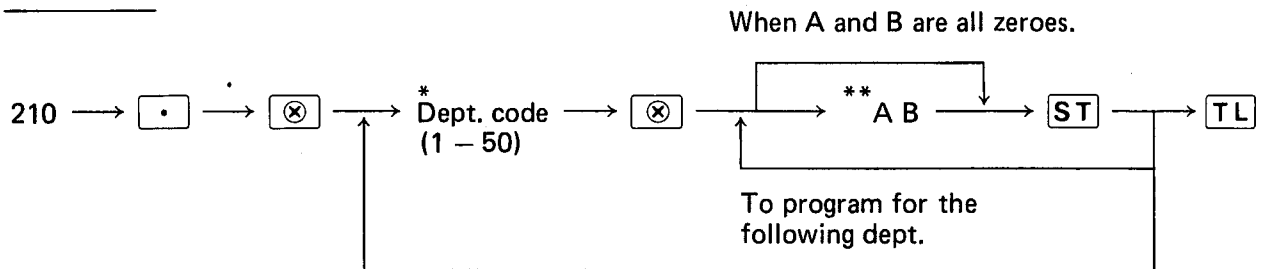 When A and B are all zeroes.
210 → [•] → [⊗] → *Dept. code → [⊗] → **A B → [ST] → [TL]
(1 – 50)
To program for the
following dept.